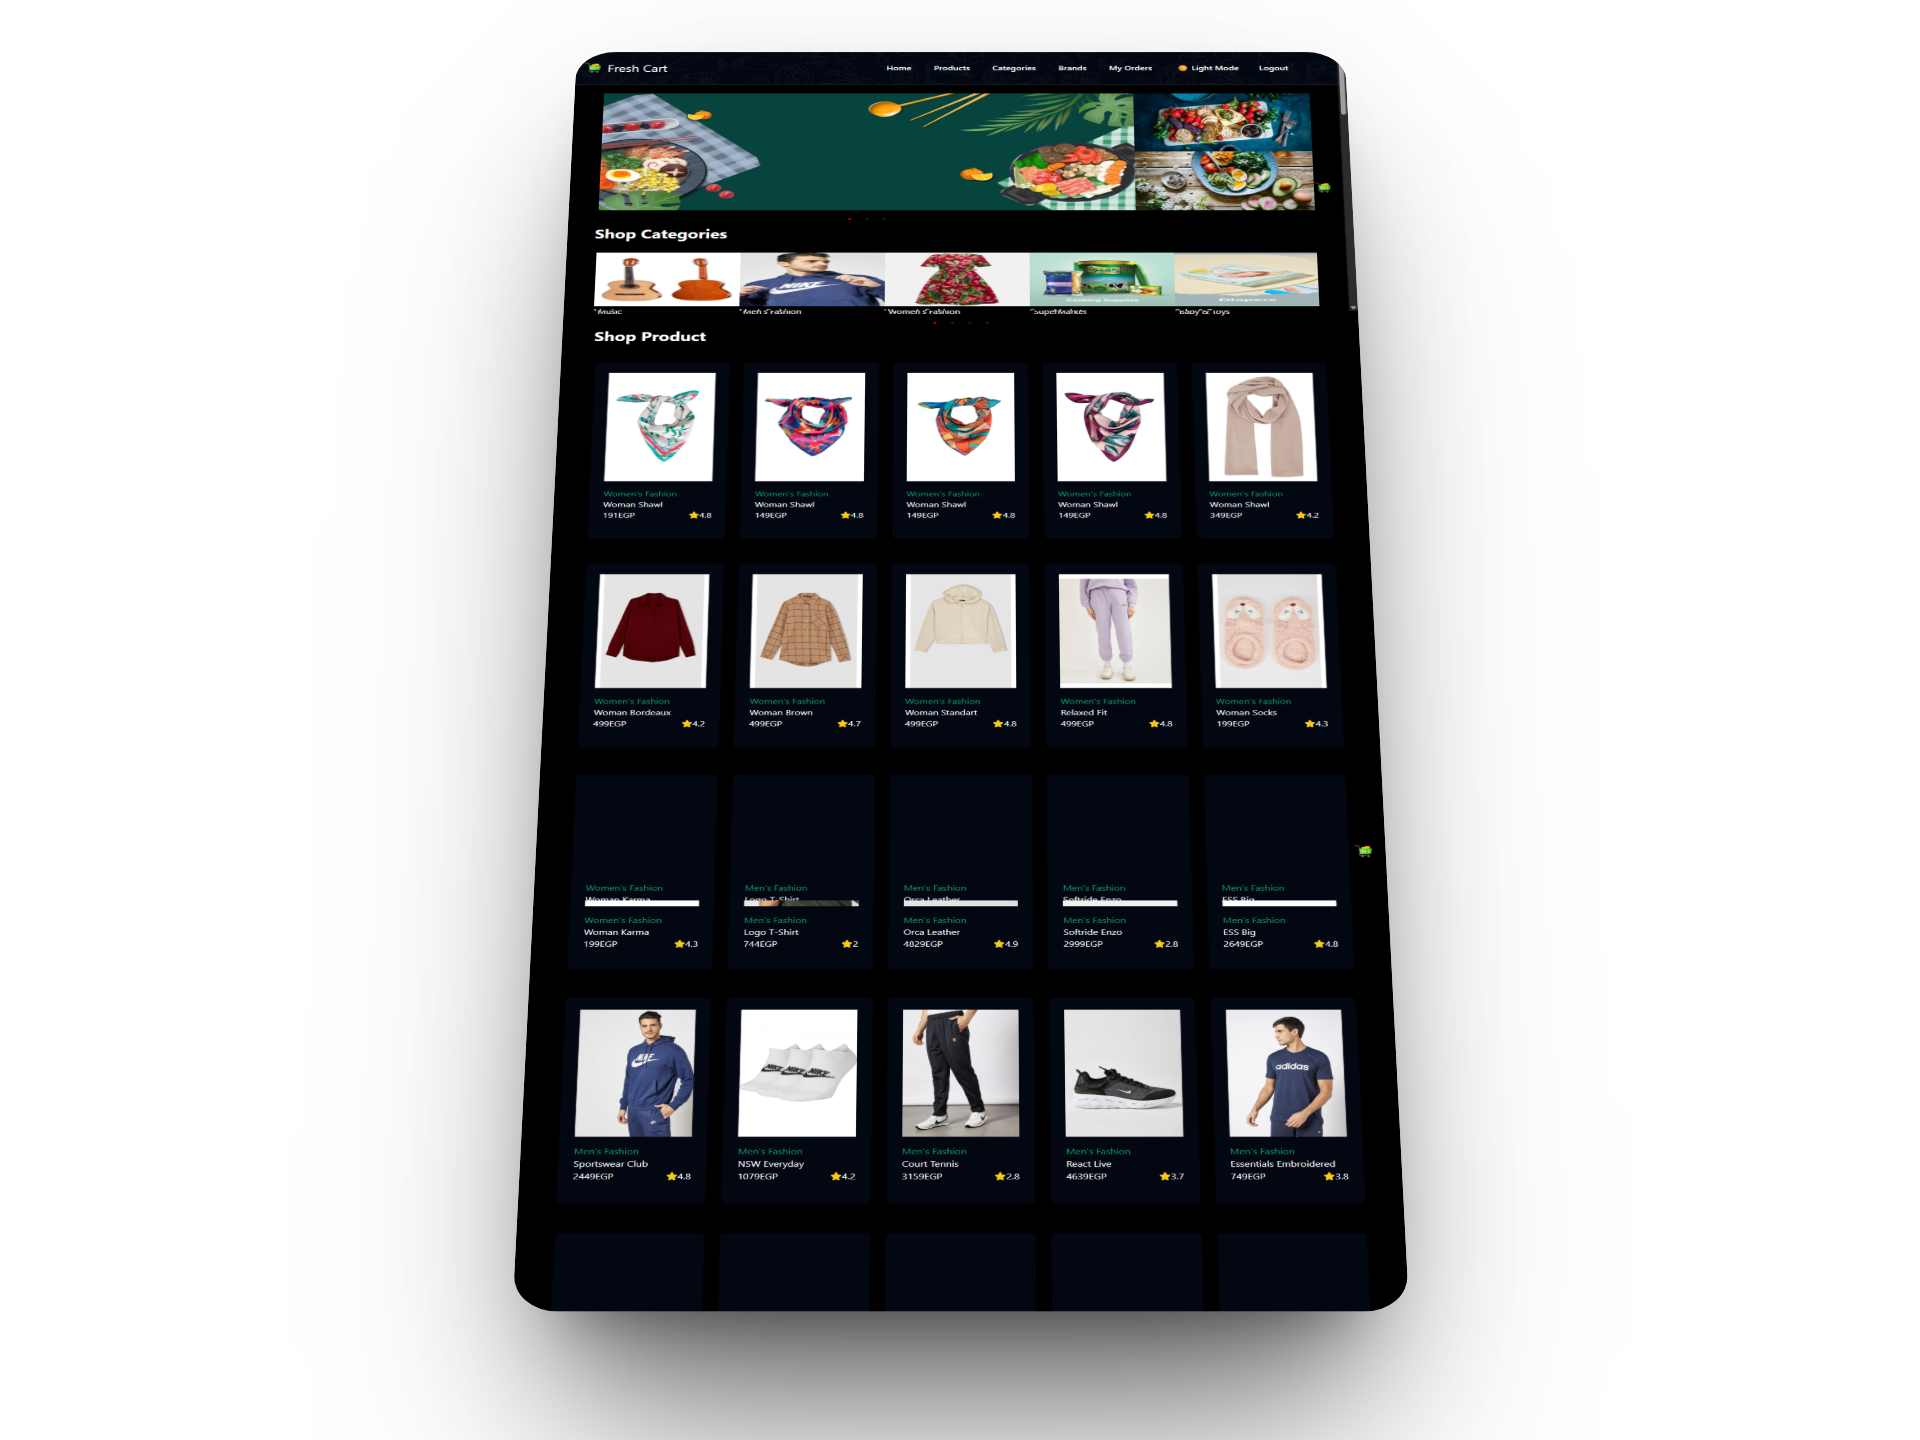 Fresh Cart
Home Products Categories Brands My Orders Light Mode Logout
Shop Categories
Cooking Supplies
Diapers
Music Men's Fashion Women's Fashion SuperMarket Baby & Toys
Shop Product
Women's Fashion Women's Fashion Women's Fashion Women's Fashion Women's Fashion
Woman Shawl Woman Shawl Woman Shawl Woman Shawl Woman Shawl
191EGP 4.8 149EGP 4.8 149EGP 4.8 149EGP 4.8 349EGP 4.2
Women's Fashion Women's Fashion Women's Fashion Women's Fashion Women's Fashion
Woman Bordeaux Woman Brown Woman Standart Relaxed Fit Woman Socks
499EGP 4.2 499EGP 4.7 499EGP 4.8 499EGP 4.8 199EGP 4.3
Women's Fashion Men's Fashion Men's Fashion Men's Fashion Men's Fashion
Woman Karma Logo T-Shirt Orca Leather Softride Enzo ESS Big
Women's Fashion Men's Fashion Men's Fashion Men's Fashion Men's Fashion
Woman Karma Logo T-Shirt Orca Leather Softride Enzo ESS Big
199EGP 4.3 744EGP 2 4829EGP 4.9 2999EGP 2.8 2649EGP 4.8
NIKE NIKE NIKE adidas
Men's Fashion Men's Fashion Men's Fashion Men's Fashion Men's Fashion
Sportswear Club NSW Everyday Court Tennis React Live Essentials Embroidered
2449EGP 4.8 1079EGP 4.2 3159EGP 2.8 4639EGP 3.7 749EGP 3.8